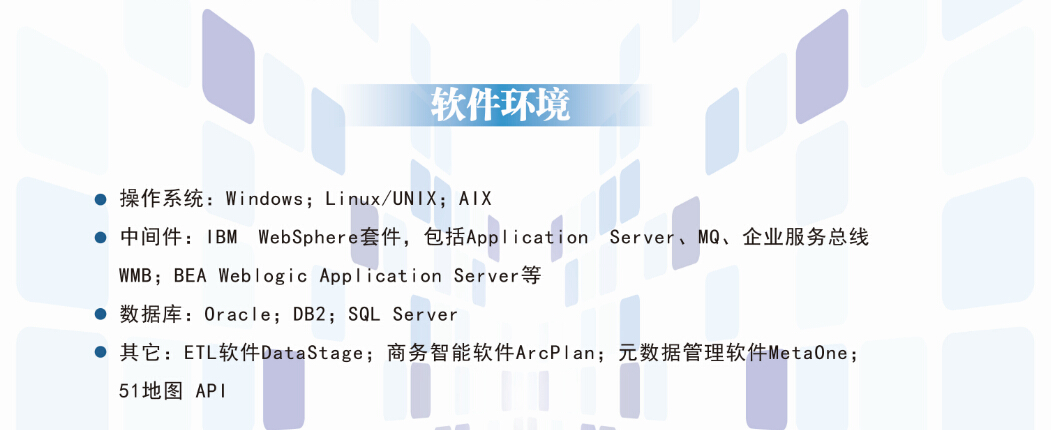 软件环境
操作系统：Windows；Linux/UNIX；AIX
中间件：IBM WebSphere套件，包括Application Server、MQ、企业服务总线
WMB；BEA Weblogic Application Server等
数据库：Oracle；DB2；SQL Server
其它：ETL软件DataStage；商务智能软件ArcPlan；元数据管理软件MetaOne；
51地图 API